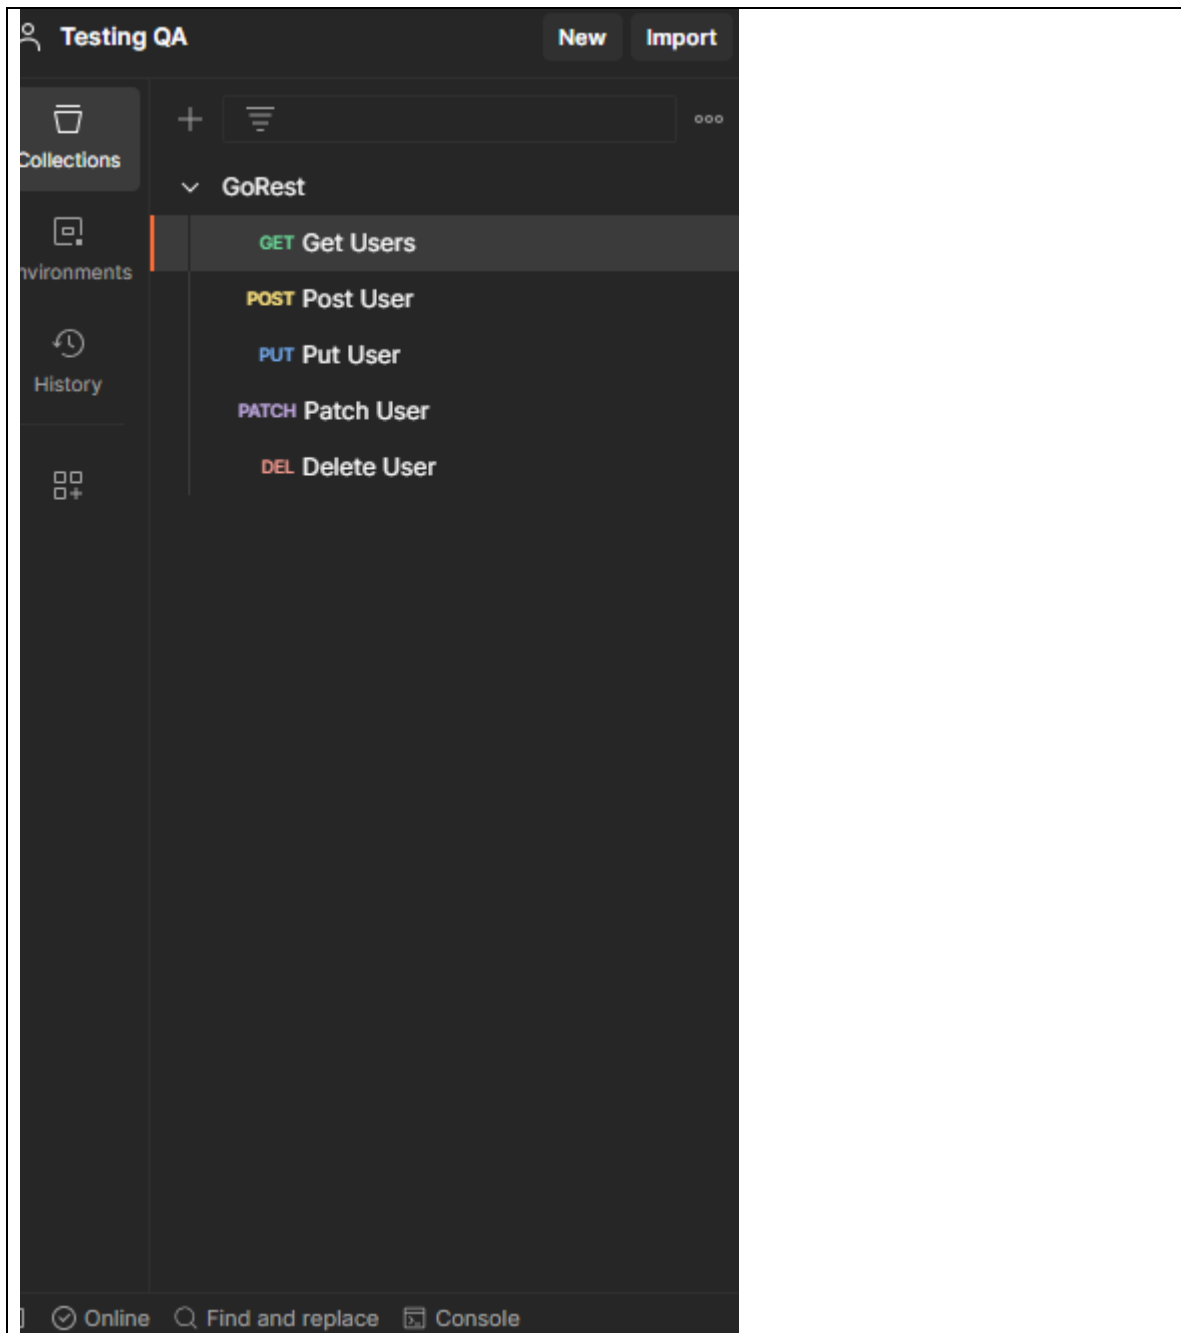 Testing QA New Import
Collections
GoRest
GET Get Users
nvironments
POST Post User
PUT Put User
History
PATCH Patch User
DEL Delete User
Online Find and replace Console